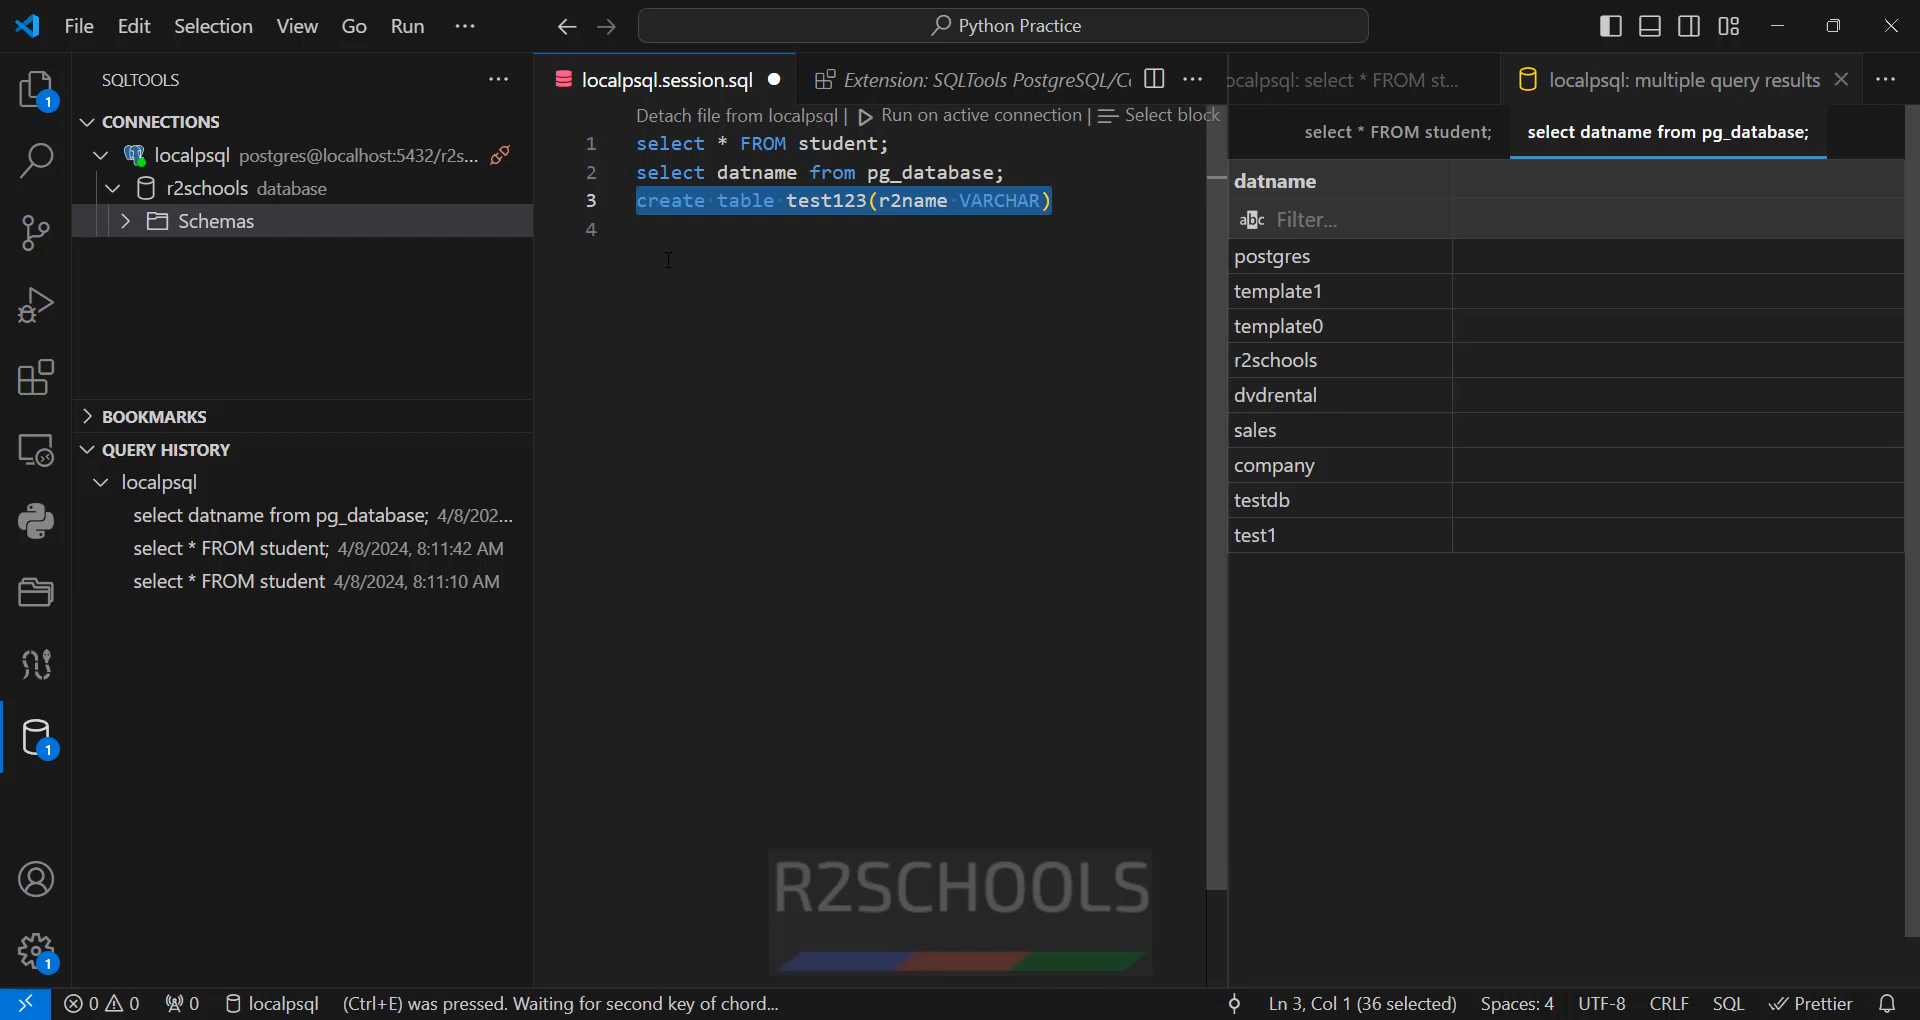 File Edit Selection View Go Run ···
Python Practice
SQLTOOLS
CONNECTIONS
localpsql postgres@localhost:5432/r2s...
r2schools database
Schemas
BOOKMARKS
QUERY HISTORY
localpsql
select datname from pg_database; 4/8/202...
select * FROM student; 4/8/2024, 8:11:42 AM
select * FROM student 4/8/2024, 8:11:10 AM
1
1
1
localpsql.session.sql
Extension: SQLTools PostgreSQL/C
Detach file from localpsql | Run on active connection | Select block
1 select * FROM student;
2 select datname from pg_database;
3 create table test123(r2name VARCHAR)
4
R2SCHOOLS
ocalpsql: select * FROM st...
localpsql: multiple query results
select * FROM student;
select datname from pg_database;
datname
abc Filter...
postgres
template1
template0
r2schools
dvdrental
sales
company
testdb
test1
0 0 0 localpsql (Ctrl+E) was pressed. Waiting for second key of chord...
Ln 3, Col 1 (36 selected) Spaces: 4 UTF-8 CRLF SQL Prettier